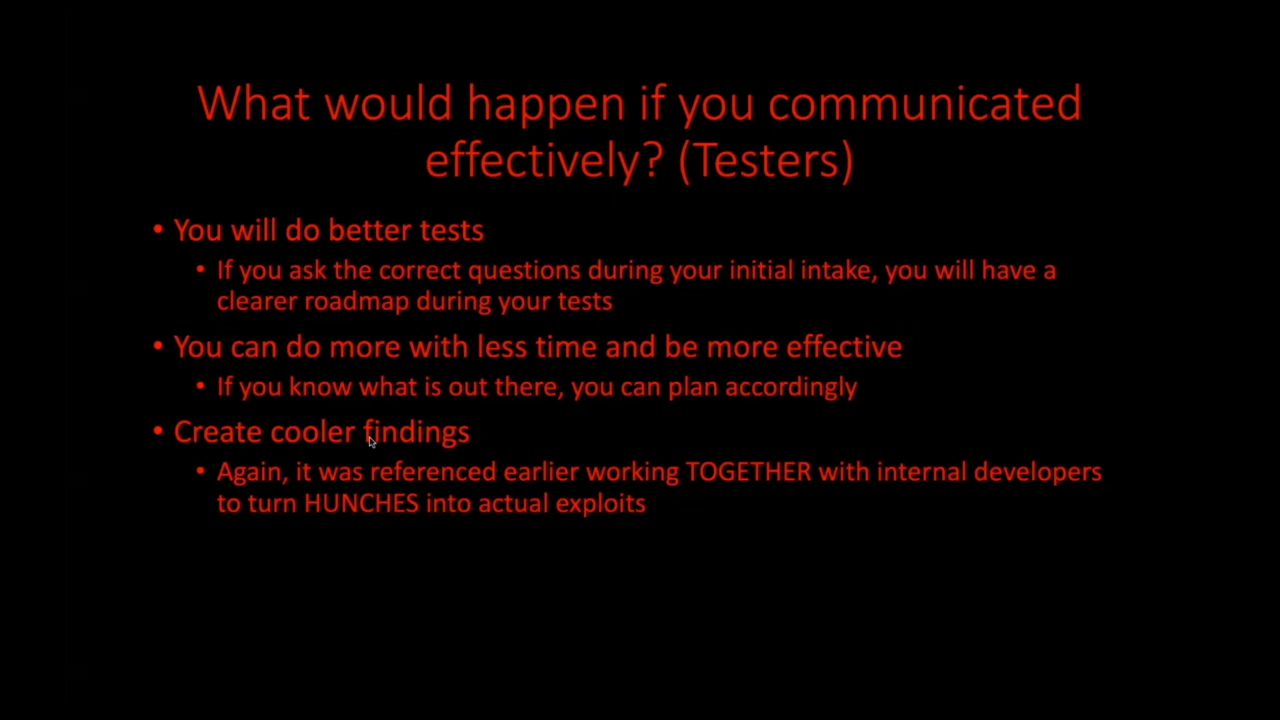 What would happen if you communicated
effectively? (Testers)
• You will do better tests
• If you ask the correct questions during your initial intake, you will have a
clearer roadmap during your tests
• You can do more with less time and be more effective
• If you know what is out there, you can plan accordingly
• Create cooler findings
• Again, it was referenced earlier working TOGETHER with internal developers
to turn HUNCHES into actual exploits